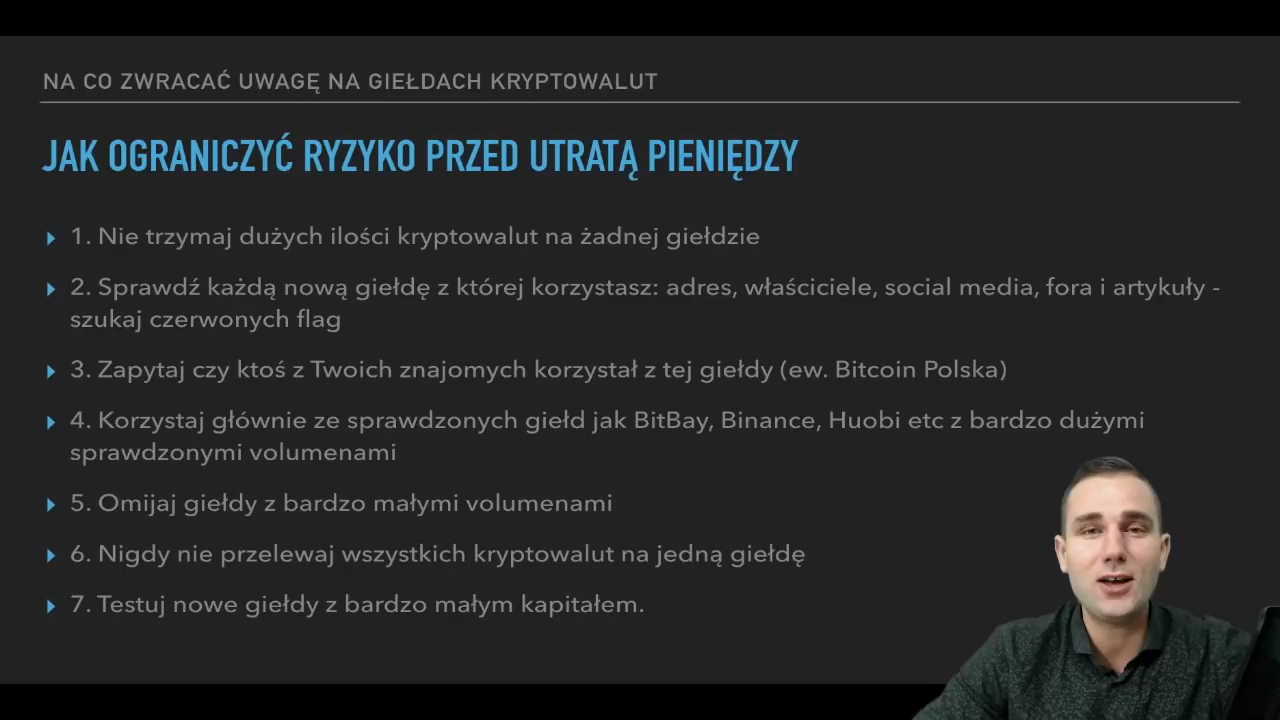 NA CO ZWRACAĆ UWAGĘ NA GIEŁDACH KRYPTOWALUT
JAK OGRANICZYĆ RYZYKO PRZED UTRATĄ PIENIĘDZY
1. Nie trzymaj dużych ilości kryptowalut na żadnej giełdzie
2. Sprawdź każdą nową giełdę z której korzystasz: adres, właściciele, social media, fora i artykuły -
szukaj czerwonych flag
3. Zapytaj czy ktoś z Twoich znajomych korzystał z tej giełdy (ew. Bitcoin Polska)
4. Korzystaj głównie ze sprawdzonych giełd jak BitBay, Binance, Huobi etc z bardzo dużymi
sprawdzonymi volumenami
5. Omijaj giełdy z bardzo małymi volumenami
6. Nigdy nie przelewaj wszystkich kryptowalut na jedną giełdę
7. Testuj nowe giełdy z bardzo małym kapitałem.